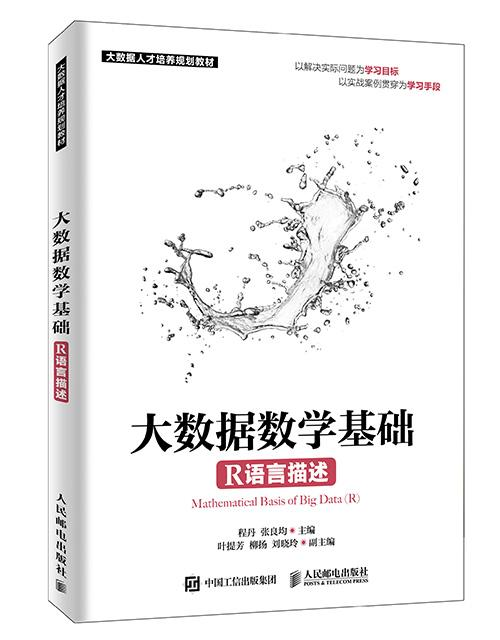 大数据人才培养规划教材
大数据数学基础
R语言描述
人民邮电出版社
大数据人才培养规划教材
以解决实际问题为学习目标
以实战案例贯穿为学习手段
大数据数学基础
R语言描述
Mathematical Basis of Big Data (R)
程丹 张良均 主编
叶提芳 柳扬 刘晓玲 副主编
中国工信出版集团 人民邮电出版社
POSTS & TELECOM PRESS